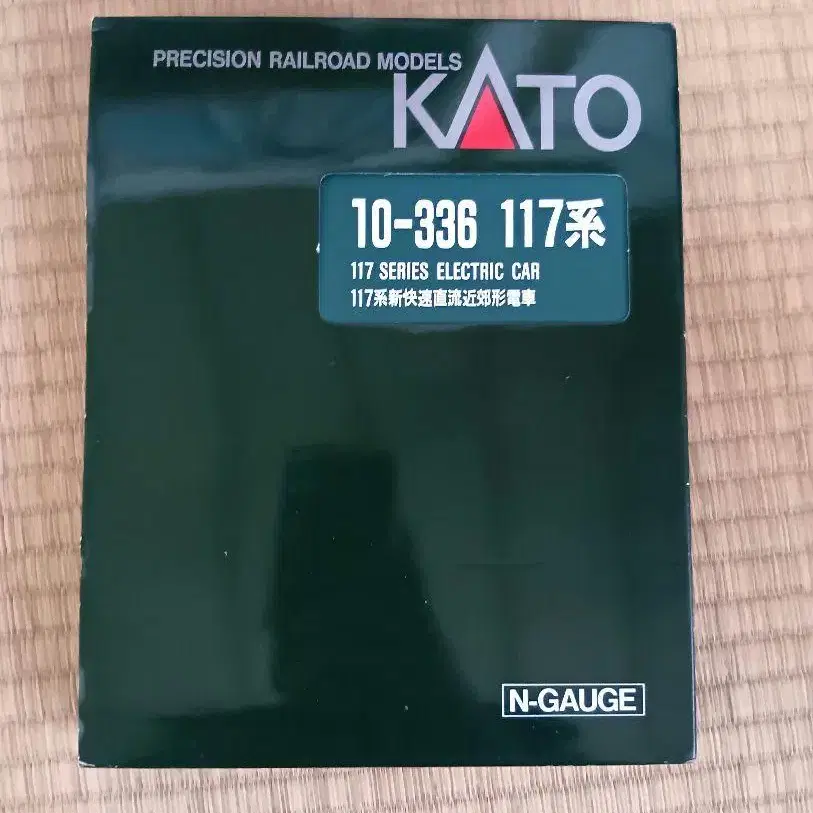 PRECISION RAILROAD MODELS
KATO
10-336 117系
117 SERIES ELECTRIC CAR
117系新快速直流近郊形電車
N-GAUGE